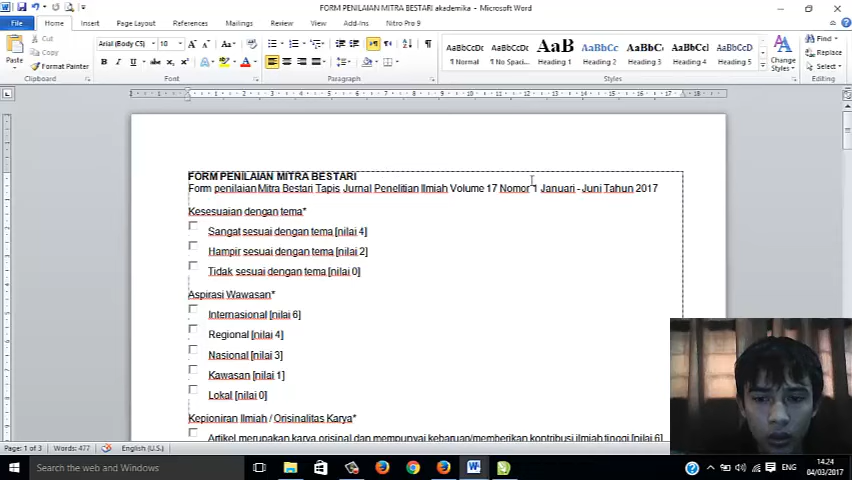 FORM PENILAIAN MITRA BESTARI akademika - Microsoft Word
File Home Insert Page Layout References Mailings Review View Add-Ins Nitro Pro 9
Cut
Copy
Format Painter
Paste
Clipboard
Arial (Body CS) 10
Font
Paragraph
AaBbCcDc ¶ Normal
AaBbCcDc ¶ No Spaci...
AaB Heading 1
AaBbCc Heading 2
AaBbC Heading 3
AaBbCc Heading 4
AaBbCcD Heading 5
Styles
Change Styles
Find
Replace
Select
Editing
FORM PENILAIAN MITRA BESTARI
Form penilaian Mitra Bestari Tapis Jurnal Penelitian Ilmiah Volume 17 Nomor 1 Januari - Juni Tahun 2017
Kesesuaian dengan tema*
Sangat sesuai dengan tema [nilai 4]
Hampir sesuai dengan tema [nilai 2]
Tidak sesuai dengan tema [nilai 0]
Aspirasi Wawasan*
Internasional [nilai 6]
Regional [nilai 4]
Nasional [nilai 3]
Kawasan [nilai 1]
Lokal [nilai 0]
Kepioniran Ilmiah / Orisinalitas Karya*
Artikel merupakan karya orisinal dan mempunyai kebaruan/memberikan kontribusi ilmiah tinggi [nilai 6]
Page: 1 of 3 Words: 477 English (U.S.)
Search the web and Windows
ENG
14.24
04/03/2017